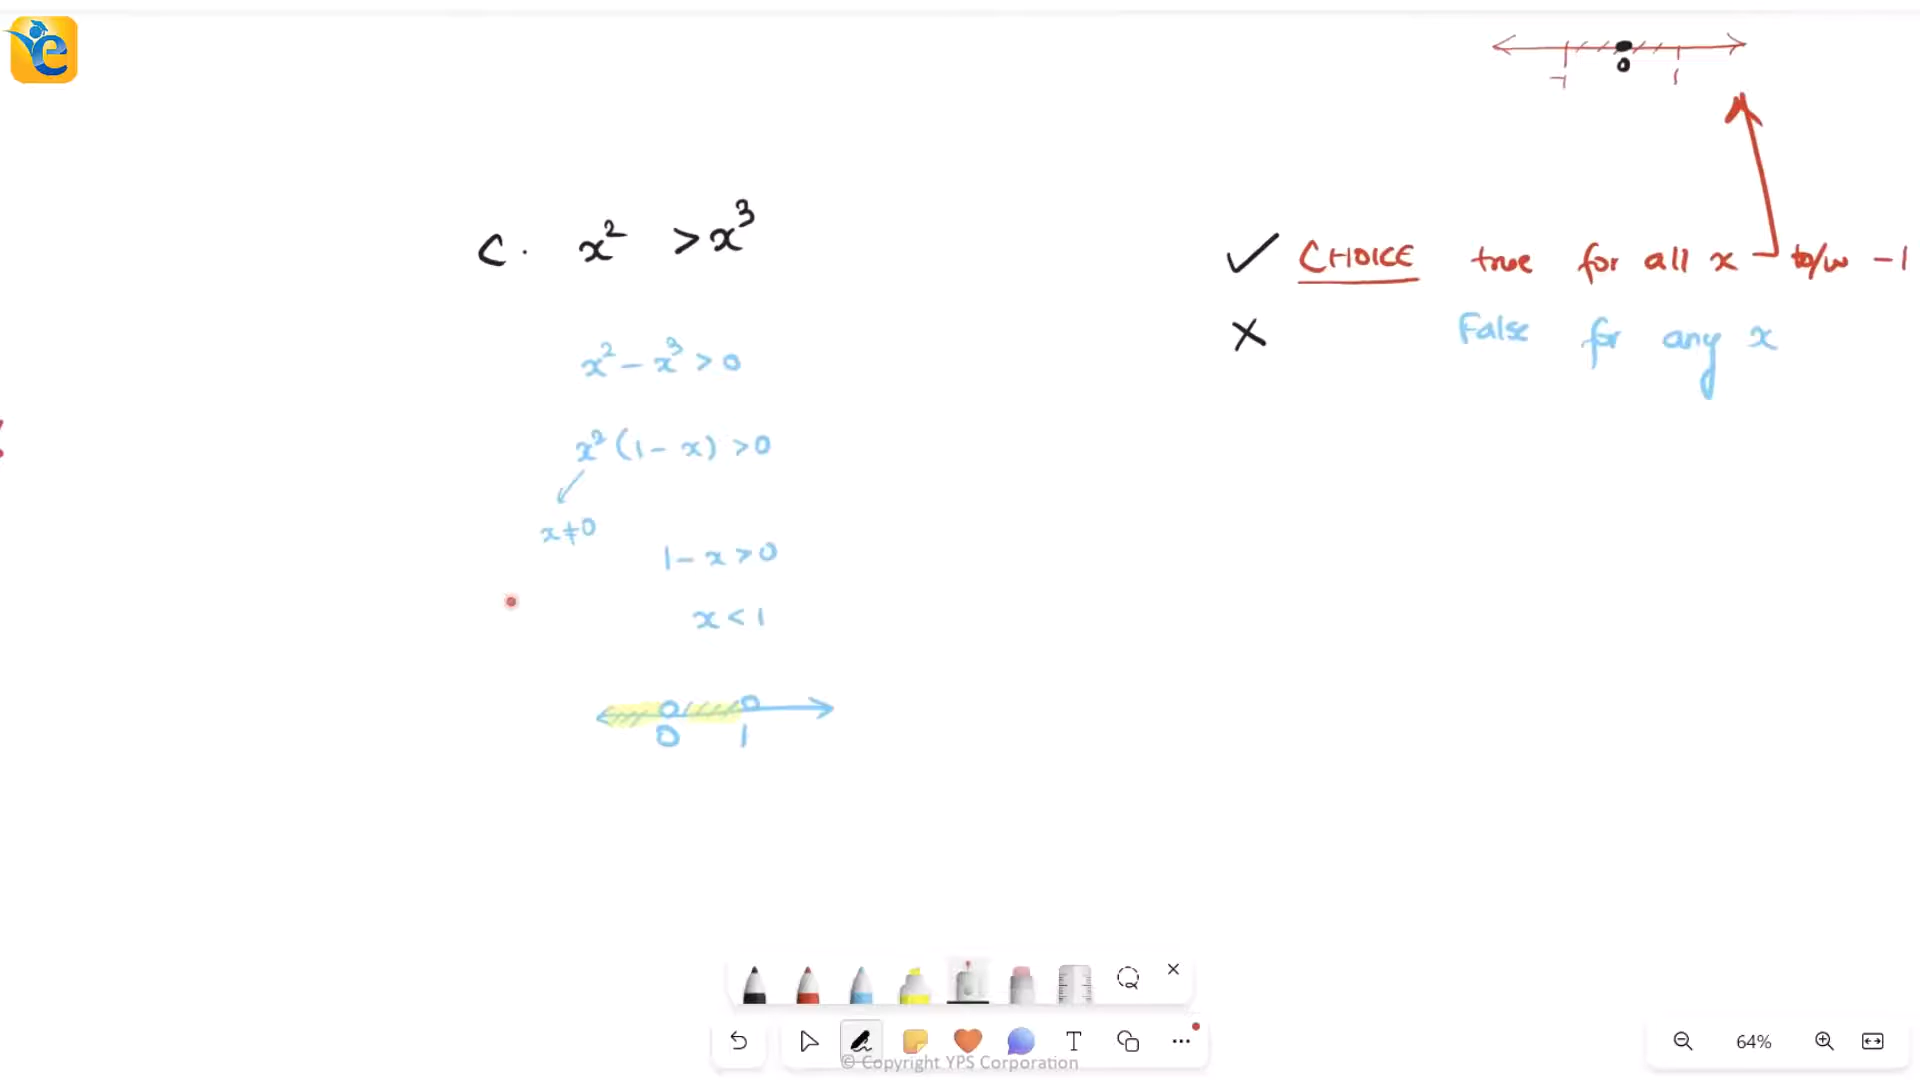 -1 0 1
C. x² > x³
✓ CHOICE true for all x b/w -1
✗ False for any x
x² - x³ > 0
x² (1 - x) > 0
x ≠ 0
1 - x > 0
x < 1
0 1
T
64%
© Copyright YPS Corporation